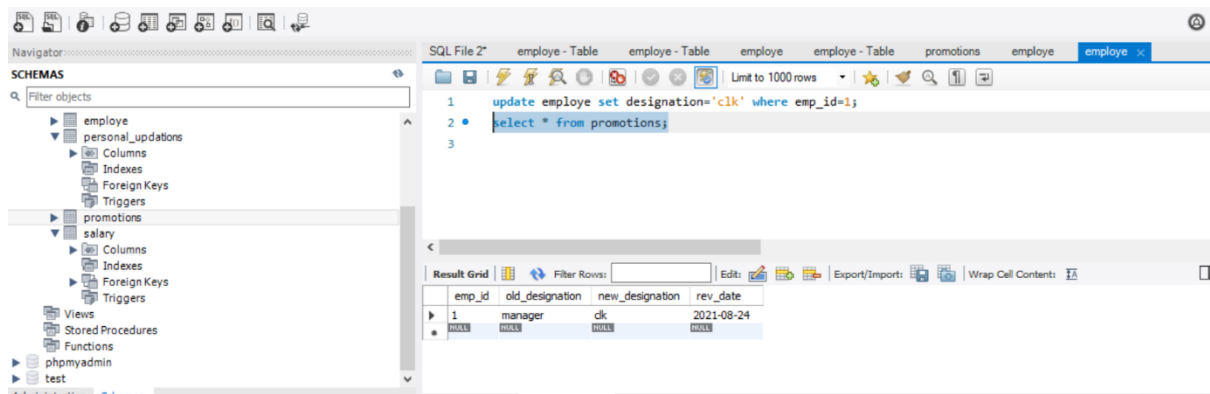 Navigator
SCHEMAS
Filter objects
employe
personal_updations
Columns
Indexes
Foreign Keys
Triggers
promotions
salary
Columns
Indexes
Foreign Keys
Triggers
Views
Stored Procedures
Functions
phpmyadmin
test
SQL File 2* employe - Table employe - Table employe employe - Table promotions employe employe
Limit to 1000 rows
1 update employe set designation='clk' where emp_id=1;
2 select * from promotions;
3
Result Grid Filter Rows: Edit: Export/Import: Wrap Cell Content:
emp_id old_designation new_designation rev_date
1 manager clk 2021-08-24
NULL NULL NULL NULL